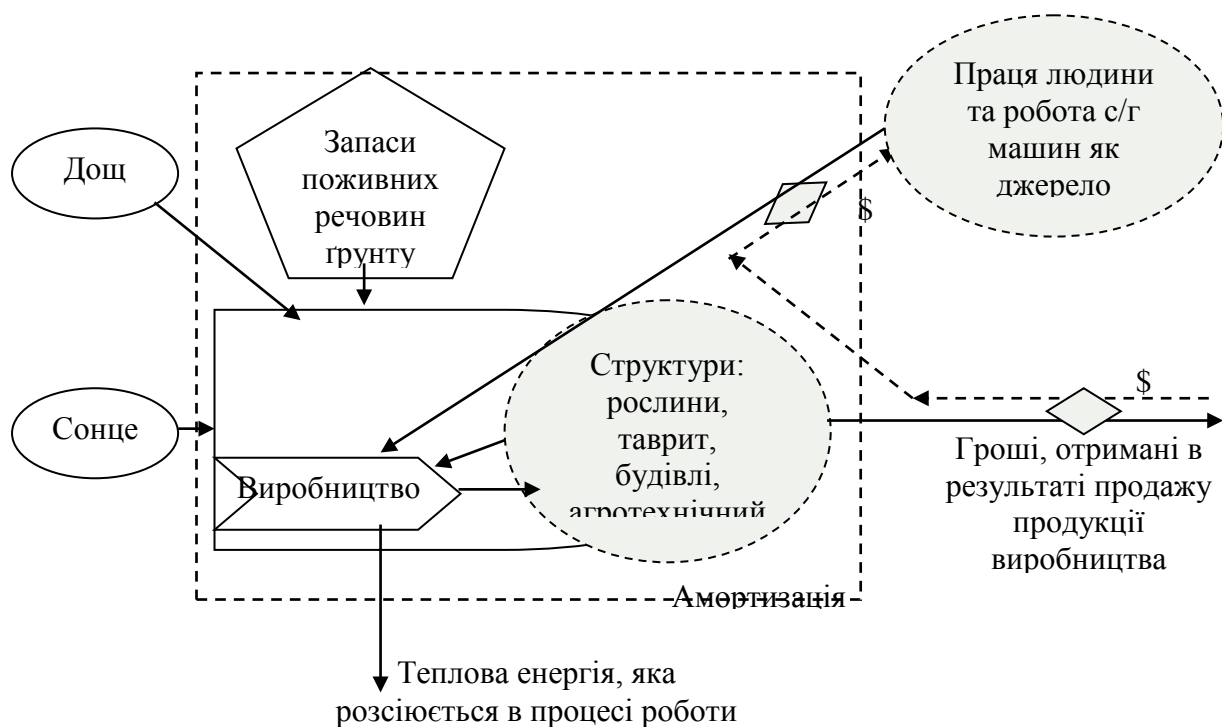 Дощ
Запаси
поживних
речовин
ґрунту
Праця людини
та робота с/г
машин як
джерело
$
Сонце
Виробництво
Структури:
рослини,
таврит,
будівлі,
агротехнічний
$
Гроші, отримані в
результаті продажу
продукції
виробництва
Амортизація
Теплова енергія, яка
розсіюється в процесі роботи